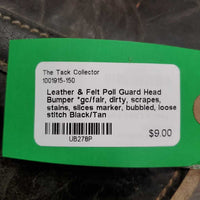 The Tack Collector
1001915-150
Leather & Felt Poll Guard Head
Bumper *gc/fair, dirty, scrapes,
stains, slices marker, bubbled, loose
stitch Black/Tan
$9.00
UB278P